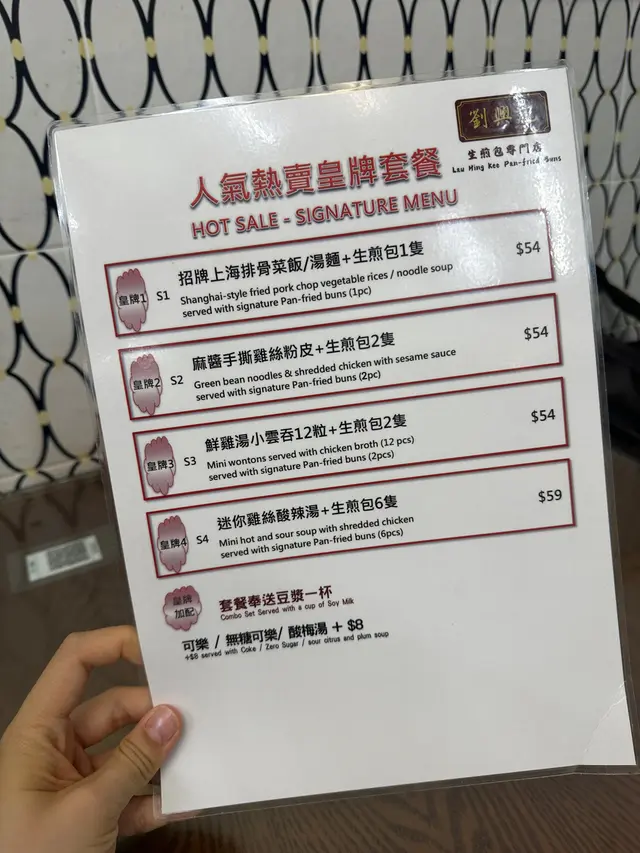 劉興記
生煎包專門店
Lau Hing Kee Pan-fried Buns
人氣熱賣皇牌套餐
HOT SALE - SIGNATURE MENU
皇牌1 S1 招牌上海排骨菜飯/湯麵+生煎包1隻 $54
Shanghai-style fried pork chop vegetable rices / noodle soup
served with signature Pan-fried buns (1pc)
皇牌2 S2 麻醬手撕雞絲粉皮+生煎包2隻 $54
Green bean noodles & shredded chicken with sesame sauce
served with signature Pan-fried buns (2pc)
皇牌3 S3 鮮雞湯小雲吞12粒+生煎包2隻 $54
Mini wontons served with chicken broth (12 pcs)
served with signature Pan-fried buns (2pcs)
皇牌4 S4 迷你雞絲酸辣湯+生煎包6隻 $59
Mini hot and sour soup with shredded chicken
served with signature Pan-fried buns (6pcs)
皇牌
加配
套餐奉送豆漿一杯
Combo Set Served with a cup of Soy Milk
可樂 / 無糖可樂/ 酸梅湯 + $8
+$8 served with Coke / Zero Sugar / sour citrus and plum soup